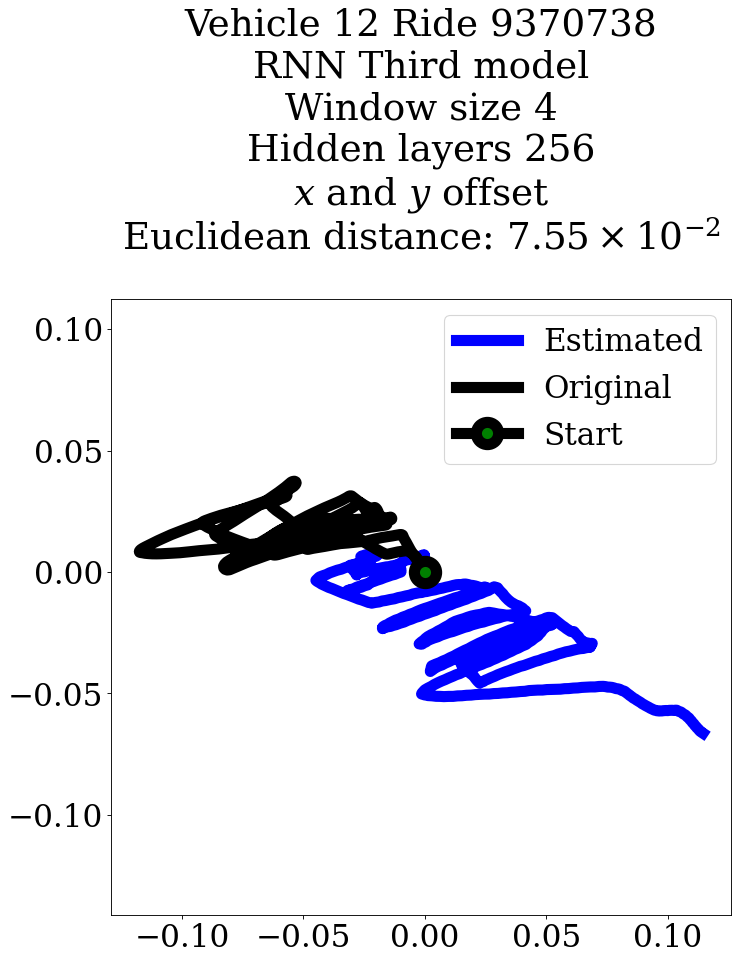 Vehicle 12 Ride 9370738
RNN Third model
Window size 4
Hidden layers 256
x and y offset
Euclidean distance: 7.55 × 10⁻²
Estimated
Original
Start
0.10
0.05
0.00
−0.05
−0.10
−0.10 −0.05 0.00 0.05 0.10